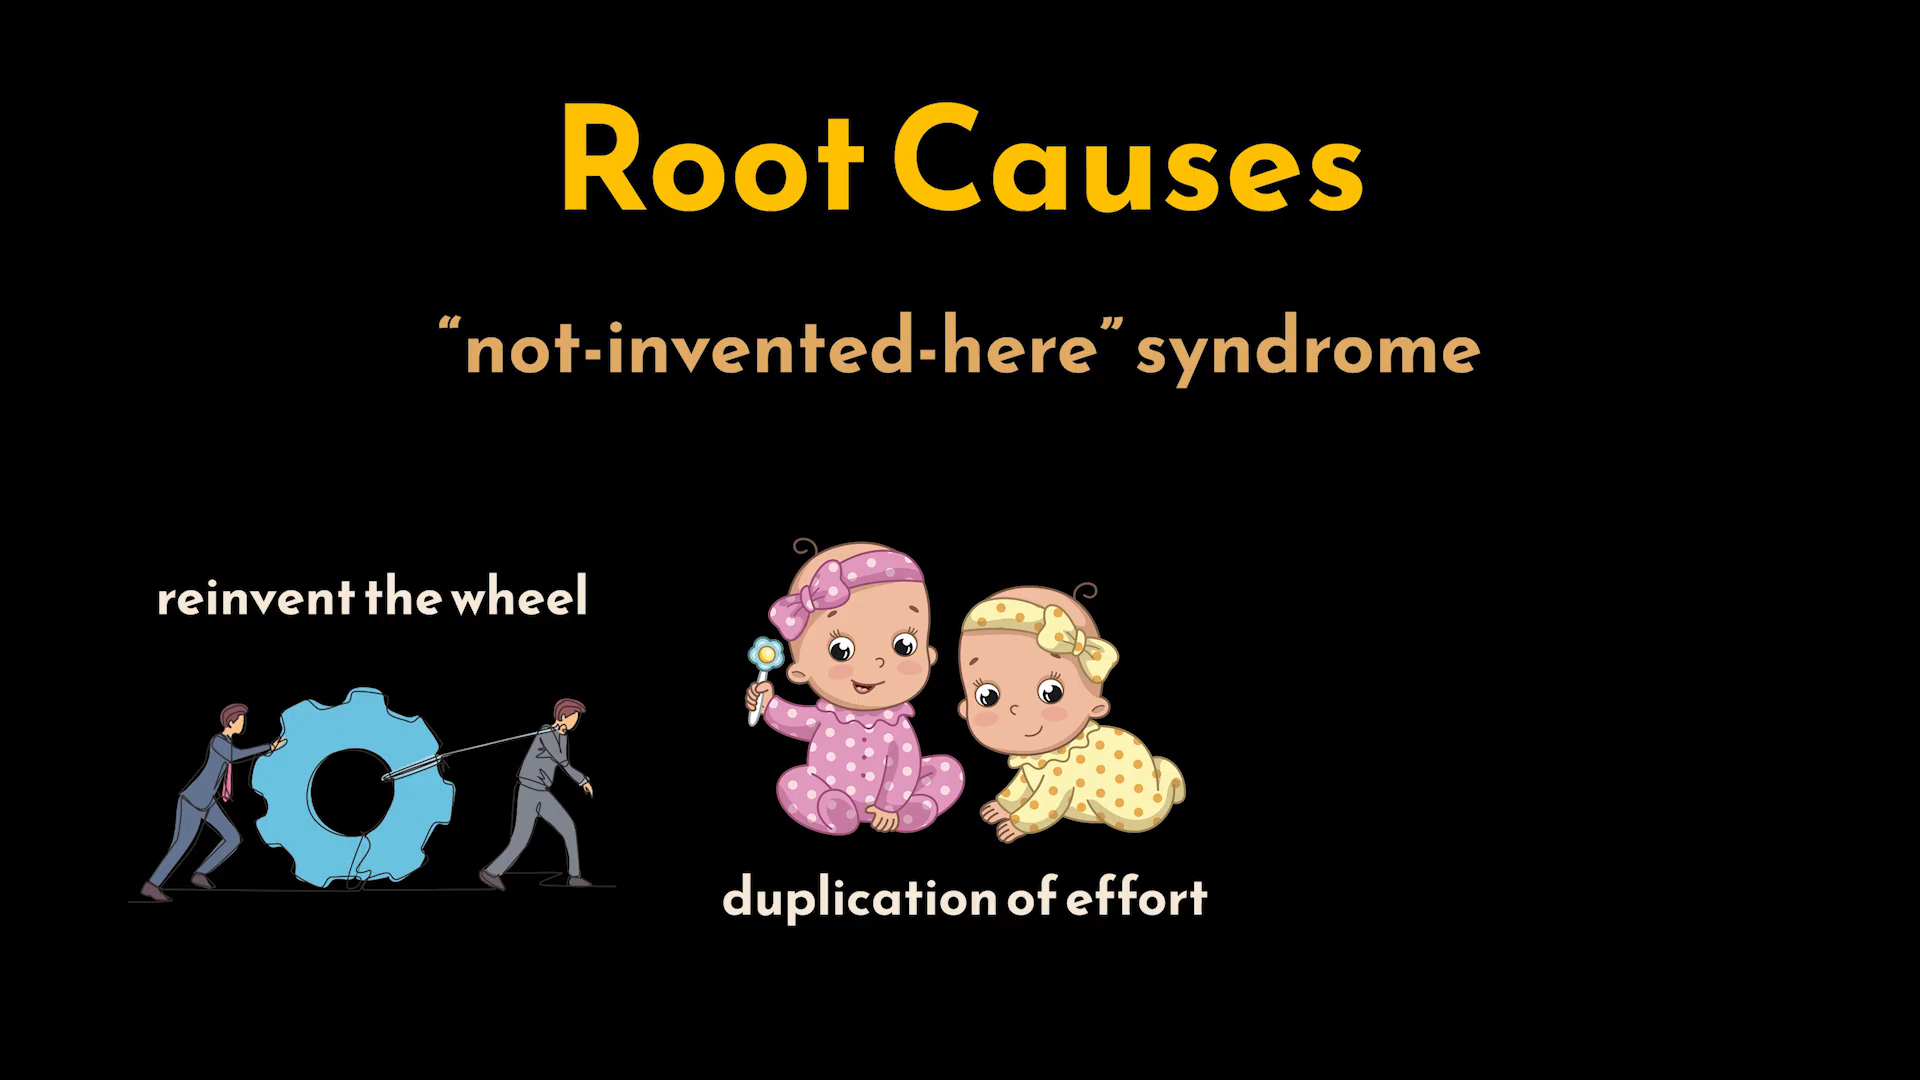 Root Causes
“not-invented-here” syndrome
reinvent the wheel
duplication of effort